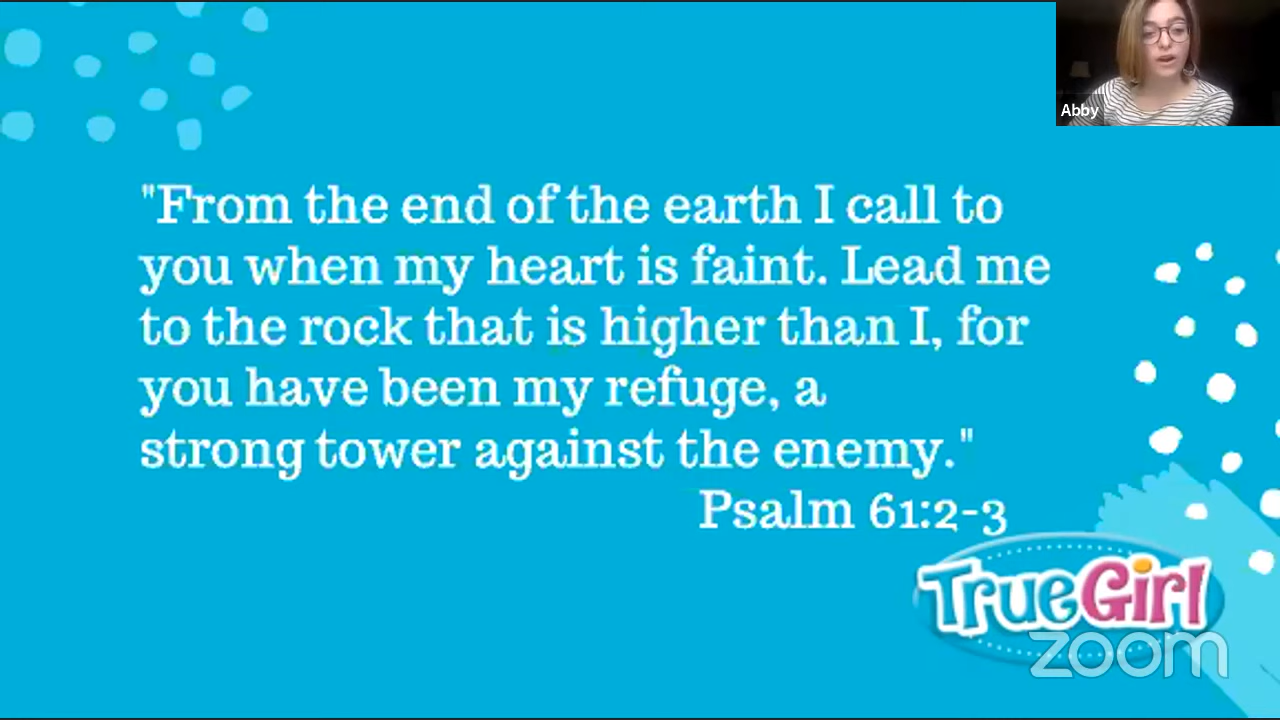 Abby
"From the end of the earth I call to
you when my heart is faint. Lead me
to the rock that is higher than I, for
you have been my refuge, a
strong tower against the enemy."
Psalm 61:2-3
TrueGirl
zoom